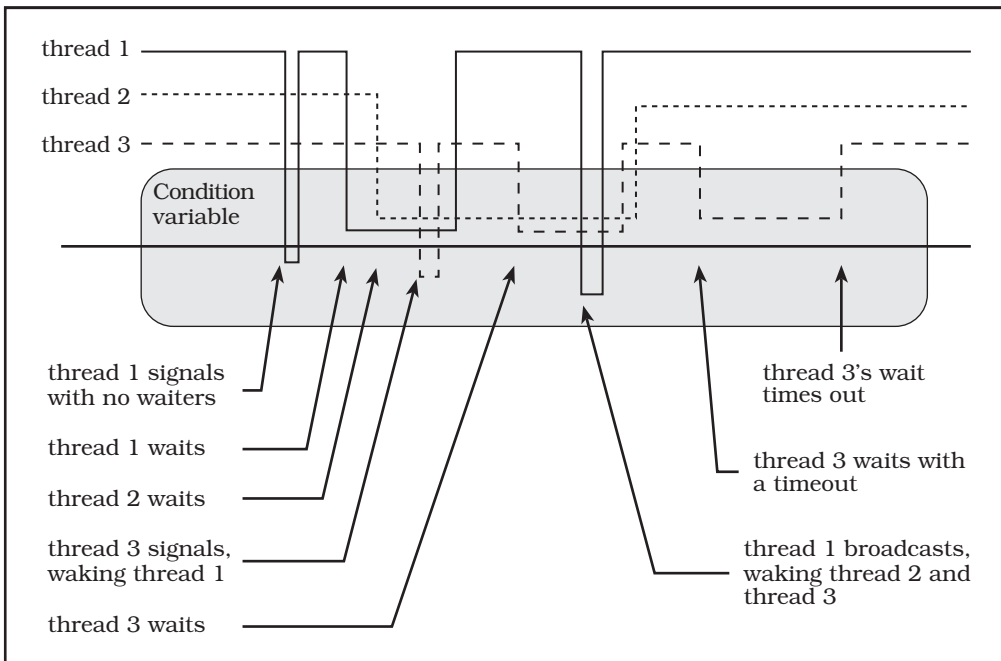 thread 1
thread 2
thread 3
Condition
variable
thread 1 signals
with no waiters
thread 1 waits
thread 2 waits
thread 3 signals,
waking thread 1
thread 3 waits
thread 3's wait
times out
thread 3 waits with
a timeout
thread 1 broadcasts,
waking thread 2 and
thread 3